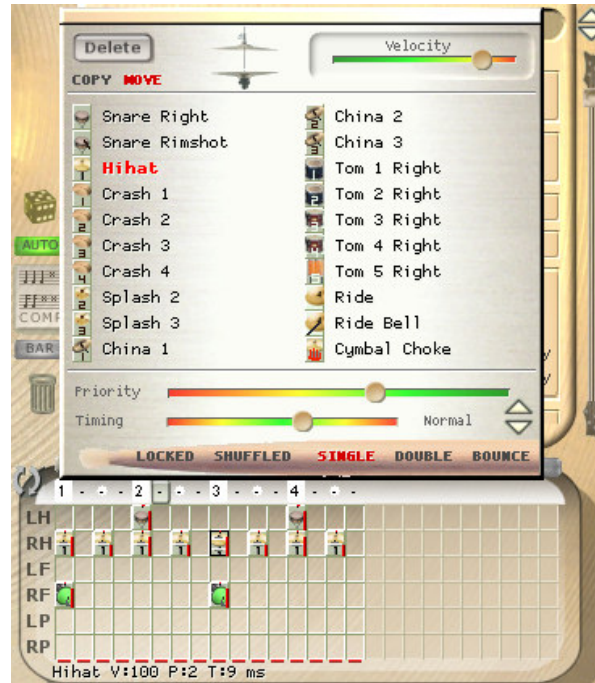 Delete
Velocity
COPY MOVE
Snare Right
China 2
Snare Rimshot
China 3
Hihat
Tom 1 Right
Crash 1
Tom 2 Right
Crash 2
Tom 3 Right
Crash 3
Tom 4 Right
Crash 4
Tom 5 Right
Splash 2
Ride
Splash 3
Ride Bell
China 1
Cymbal Choke
AUTO
COMP
BAR
Priority
Timing
Normal
LOCKED SHUFFLED SINGLE DOUBLE BOUNCE
1 2 3 4
LH
RH
LF
RF
LP
RP
Hihat V:100 P:2 T:9 ms